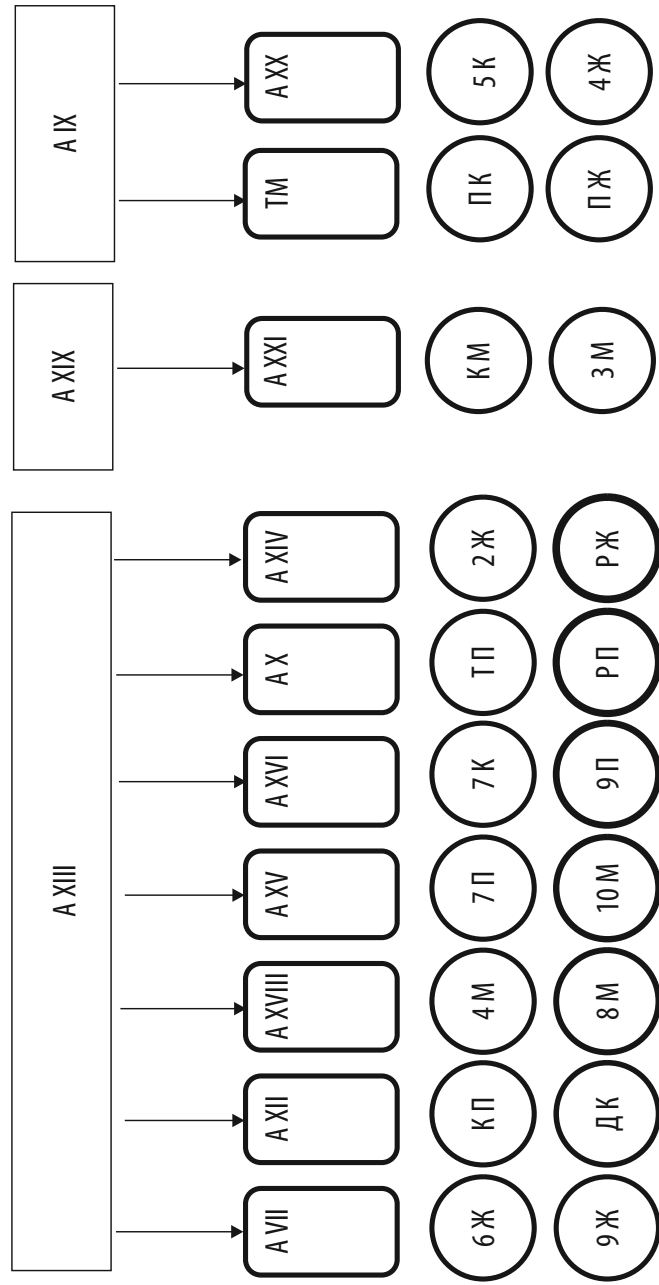 А XIII
А XIX
А IX
А VII
А XII
А XVIII
А XV
А XVI
А X
А XIV
А XXI
ТМ
А XX
6 Ж
К П
4 М
7 П
7 К
Т П
2 Ж
К М
П К
5 К
9 Ж
Д К
8 М
10 М
9 П
Р П
Р Ж
3 М
П Ж
4 Ж